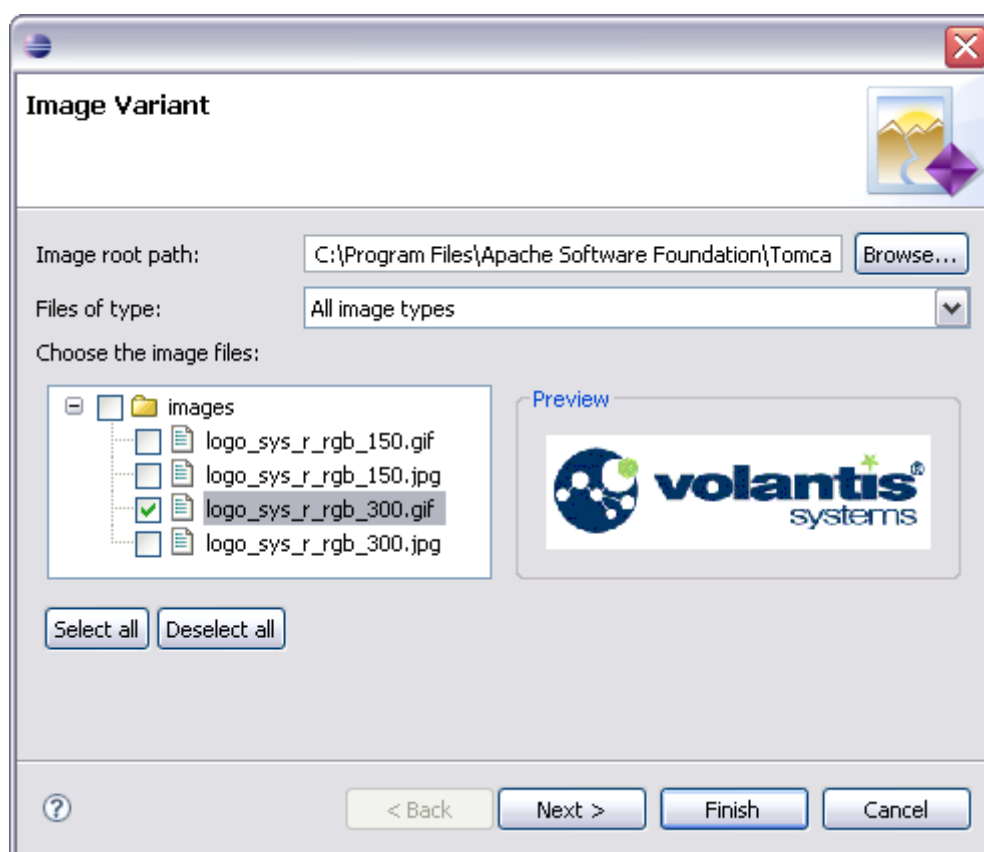 Image Variant
Image root path: C:\Program Files\Apache Software Foundation\Tomca Browse...
Files of type: All image types
Choose the image files:
images
logo_sys_r_rgb_150.gif
logo_sys_r_rgb_150.jpg
logo_sys_r_rgb_300.gif
logo_sys_r_rgb_300.jpg
Preview
volantis®
systems
Select all Deselect all
? < Back Next > Finish Cancel